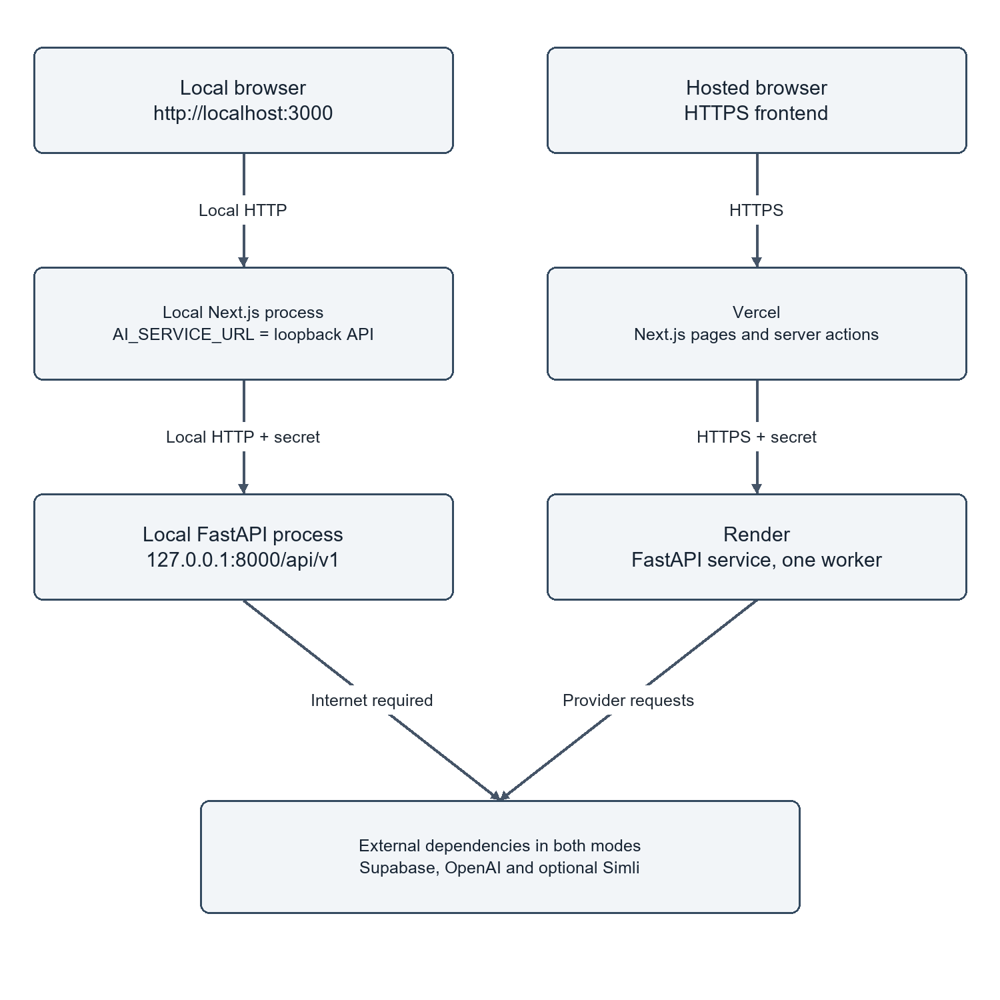 Local browser
http://localhost:3000
Hosted browser
HTTPS frontend
Local HTTP
HTTPS
Local Next.js process
AI_SERVICE_URL = loopback API
Vercel
Next.js pages and server actions
Local HTTP + secret
HTTPS + secret
Local FastAPI process
127.0.0.1:8000/api/v1
Render
FastAPI service, one worker
Internet required
Provider requests
External dependencies in both modes
Supabase, OpenAI and optional Simli